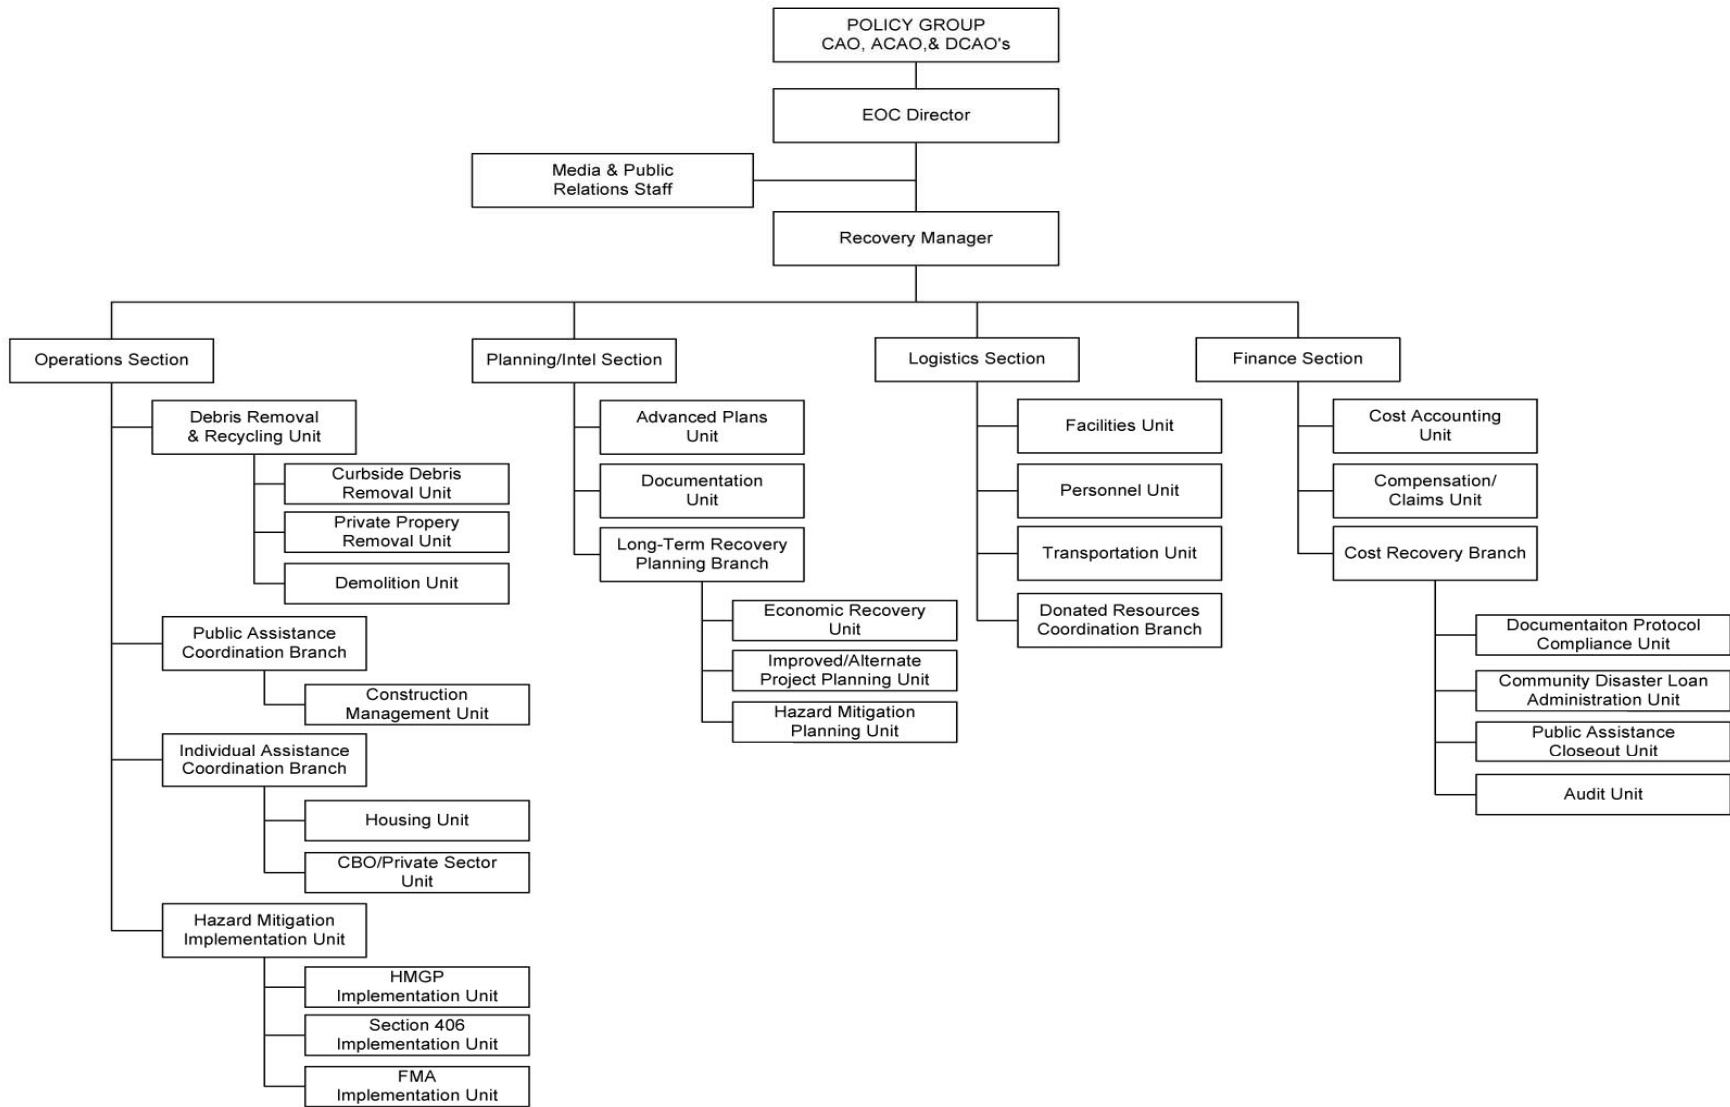 POLICY GROUP
CAO, ACAO,& DCAO's
EOC Director
Media & Public
Relations Staff
Recovery Manager
Operations Section
Debris Removal
& Recycling Unit
Curbside Debris
Removal Unit
Private Propery
Removal Unit
Demolition Unit
Public Assistance
Coordination Branch
Construction
Management Unit
Individual Assistance
Coordination Branch
Housing Unit
CBO/Private Sector
Unit
Hazard Mitigation
Implementation Unit
HMGP
Implementation Unit
Section 406
Implementation Unit
FMA
Implementation Unit
Planning/Intel Section
Advanced Plans
Unit
Documentation
Unit
Long-Term Recovery
Planning Branch
Economic Recovery
Unit
Improved/Alternate
Project Planning Unit
Hazard Mitigation
Planning Unit
Logistics Section
Facilities Unit
Personnel Unit
Transportation Unit
Donated Resources
Coordination Branch
Finance Section
Cost Accounting
Unit
Compensation/
Claims Unit
Cost Recovery Branch
Documentaiton Protocol
Compliance Unit
Community Disaster Loan
Administration Unit
Public Assistance
Closeout Unit
Audit Unit